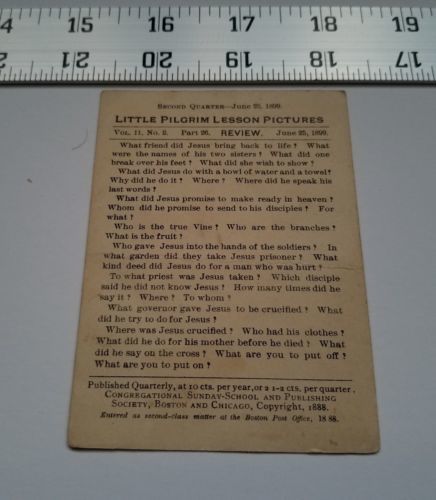 4 15 16 17 18 19
21 20 19 18 17 16 15
SECOND QUARTER—June 25, 1899.
LITTLE PILGRIM LESSON PICTURES
VOL. 11, No. 2. Part 26. REVIEW. June 25, 1899.
What friend did Jesus bring back to life? What
were the names of his two sisters? What did one
break over his feet? What did she wish to show?
What did Jesus do with a bowl of water and a towel?
Why did he do it? Where? Where did he speak his
last words?
What did Jesus promise to make ready in heaven?
Whom did he promise to send to his disciples? For
what?
Who is the true Vine? Who are the branches?
What is the fruit?
Who gave Jesus into the hands of the soldiers? In
what garden did they take Jesus prisoner? What
kind deed did Jesus do for a man who was hurt?
To what priest was Jesus taken? Which disciple
said he did not know Jesus? How many times did he
say it? Where? To whom?
What governor gave Jesus to be crucified? What
did he try to do for Jesus?
Where was Jesus crucified? Who had his clothes?
What did he do for his mother before he died? What
did he say on the cross? What are you to put off?
What are you to put on?
Published Quarterly, at 10 cts. per year, or 2 1-2 cts. per quarter.
CONGREGATIONAL SUNDAY-SCHOOL AND PUBLISHING
SOCIETY, BOSTON AND CHICAGO, Copyright, 1888.
Entered as second-class matter at the Boston Post Office, 1888.